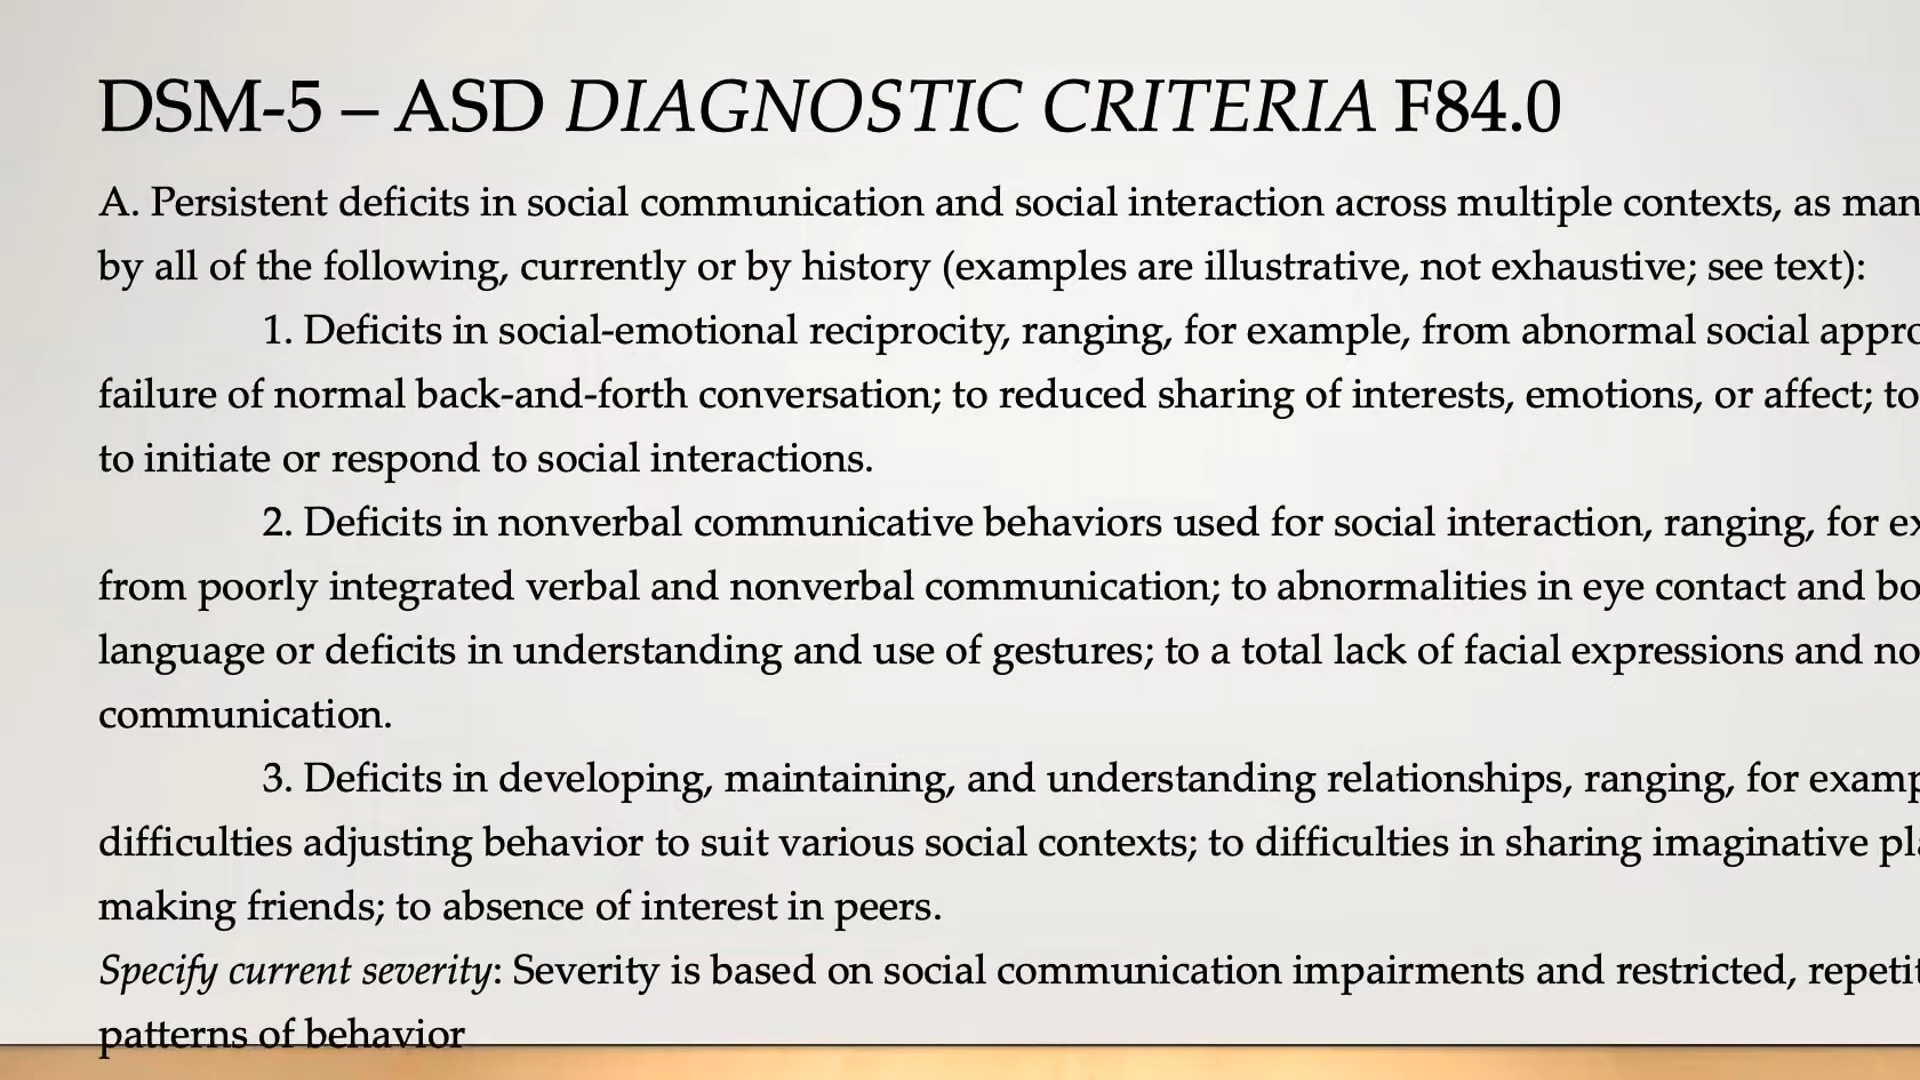 DSM-5 – ASD DIAGNOSTIC CRITERIA F84.0
A. Persistent deficits in social communication and social interaction across multiple contexts, as man
by all of the following, currently or by history (examples are illustrative, not exhaustive; see text):
1. Deficits in social-emotional reciprocity, ranging, for example, from abnormal social appro
failure of normal back-and-forth conversation; to reduced sharing of interests, emotions, or affect; to
to initiate or respond to social interactions.
2. Deficits in nonverbal communicative behaviors used for social interaction, ranging, for ex
from poorly integrated verbal and nonverbal communication; to abnormalities in eye contact and bo
language or deficits in understanding and use of gestures; to a total lack of facial expressions and no
communication.
3. Deficits in developing, maintaining, and understanding relationships, ranging, for examp
difficulties adjusting behavior to suit various social contexts; to difficulties in sharing imaginative pla
making friends; to absence of interest in peers.
Specify current severity: Severity is based on social communication impairments and restricted, repetit
patterns of behavior